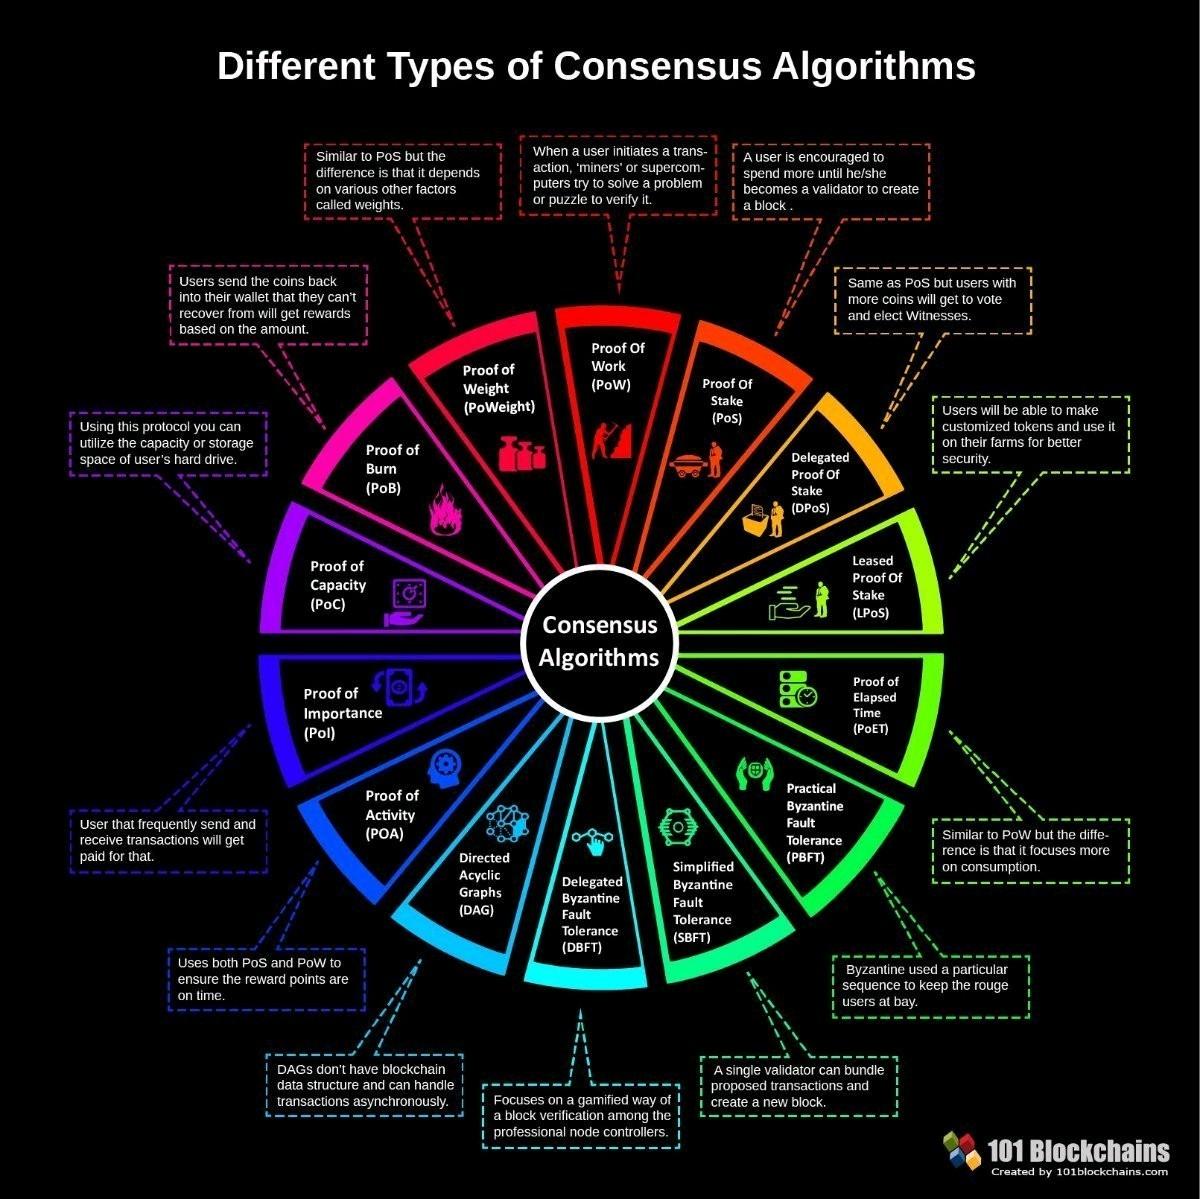 Different Types of Consensus Algorithms
When a user initiates a trans-
action, ‘miners’ or supercom-
puters try to solve a problem
or puzzle to verify it.
A user is encouraged to
spend more until he/she
becomes a validator to create
a block .
Same as PoS but users with
more coins will get to vote
and elect Witnesses.
Users will be able to make
customized tokens and use it
on their farms for better
security.
Similar to PoW but the diffe-
rence is that it focuses more
on consumption.
Byzantine used a particular
sequence to keep the rouge
users at bay.
A single validator can bundle
proposed transactions and
create a new block.
Focuses on a gamified way of
a block verification among the
professional node controllers.
DAGs don’t have blockchain
data structure and can handle
transactions asynchronously.
Uses both PoS and PoW to
ensure the reward points are
on time.
User that frequently send and
receive transactions will get
paid for that.
Using this protocol you can
utilize the capacity or storage
space of user’s hard drive.
Users send the coins back
into their wallet that they can’t
recover from will get rewards
based on the amount.
Similar to PoS but the
difference is that it depends
on various other factors
called weights.
Proof Of
Work
(PoW)
Proof Of
Stake
(PoS)
Delegated
Proof Of
Stake
(DPoS)
Leased
Proof Of
Stake
(LPoS)
Proof of
Elapsed
Time
(PoET)
Practical
Byzantine
Fault
Tolerance
(PBFT)
Simplified
Byzantine
Fault
Tolerance
(SBFT)
Delegated
Byzantine
Fault
Tolerance
(DBFT)
Directed
Acyclic
Graphs
(DAG)
Proof of
Activity
(POA)
Proof of
Importance
(PoI)
Proof of
Capacity
(PoC)
Proof of
Burn
(PoB)
Proof of
Weight
(PoWeight)
Consensus
Algorithms
101 Blockchains
Created by 101blockchains.com